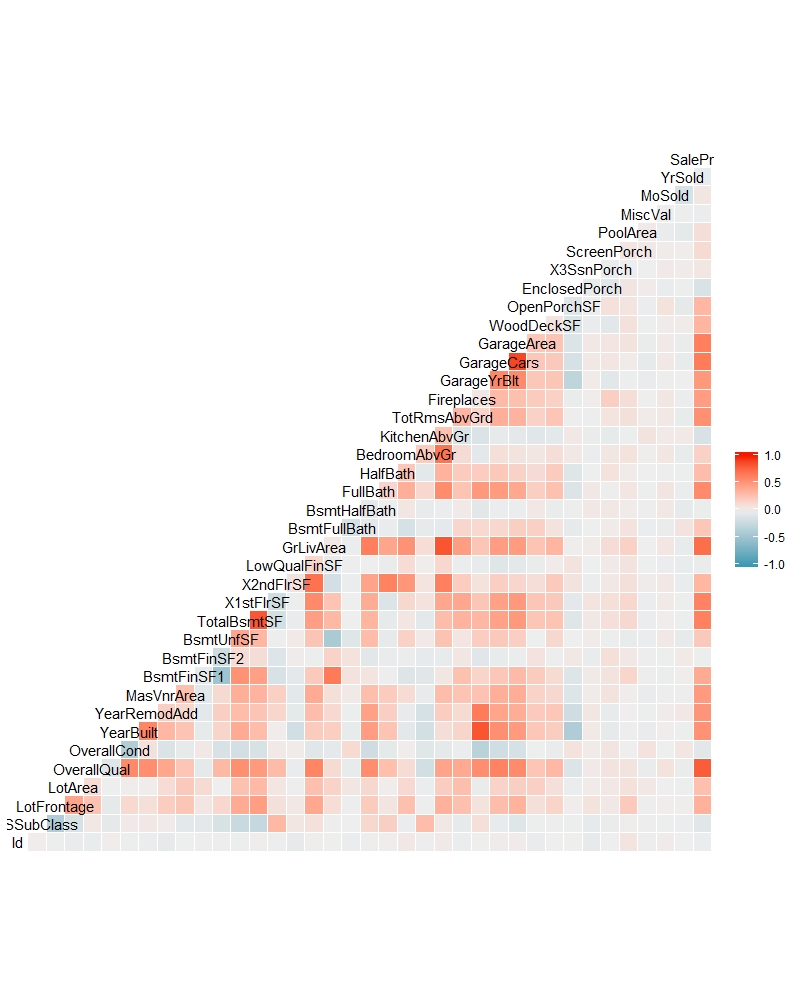 SalePr
YrSold
MoSold
MiscVal
PoolArea
ScreenPorch
X3SsnPorch
EnclosedPorch
OpenPorchSF
WoodDeckSF
GarageArea
GarageCars
GarageYrBlt
Fireplaces
TotRmsAbvGrd
KitchenAbvGr
BedroomAbvGr
HalfBath
FullBath
BsmtHalfBath
BsmtFullBath
GrLivArea
LowQualFinSF
X2ndFlrSF
X1stFlrSF
TotalBsmtSF
BsmtUnfSF
BsmtFinSF2
BsmtFinSF1
MasVnrArea
YearRemodAdd
YearBuilt
OverallCond
OverallQual
LotArea
LotFrontage
SSubClass
Id
1.0
0.5
0.0
-0.5
-1.0